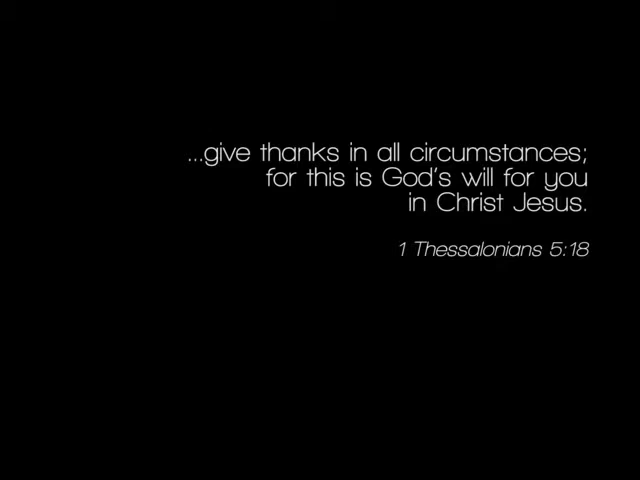 ...give thanks in all circumstances;
for this is God's will for you
in Christ Jesus.
1 Thessalonians 5:18